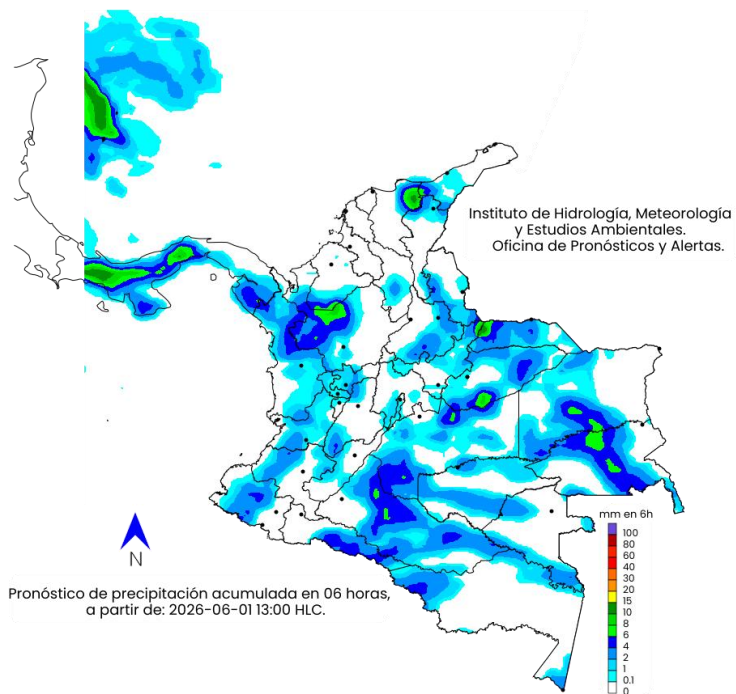 Instituto de Hidrología, Meteorología
y Estudios Ambientales.
Oficina de Pronósticos y Alertas.
N
Pronóstico de precipitación acumulada en 06 horas,
a partir de: 2026-06-01 13:00 HLC.
mm en 6h
100
80
60
40
30
20
15
10
8
6
4
2
1
0.1
0